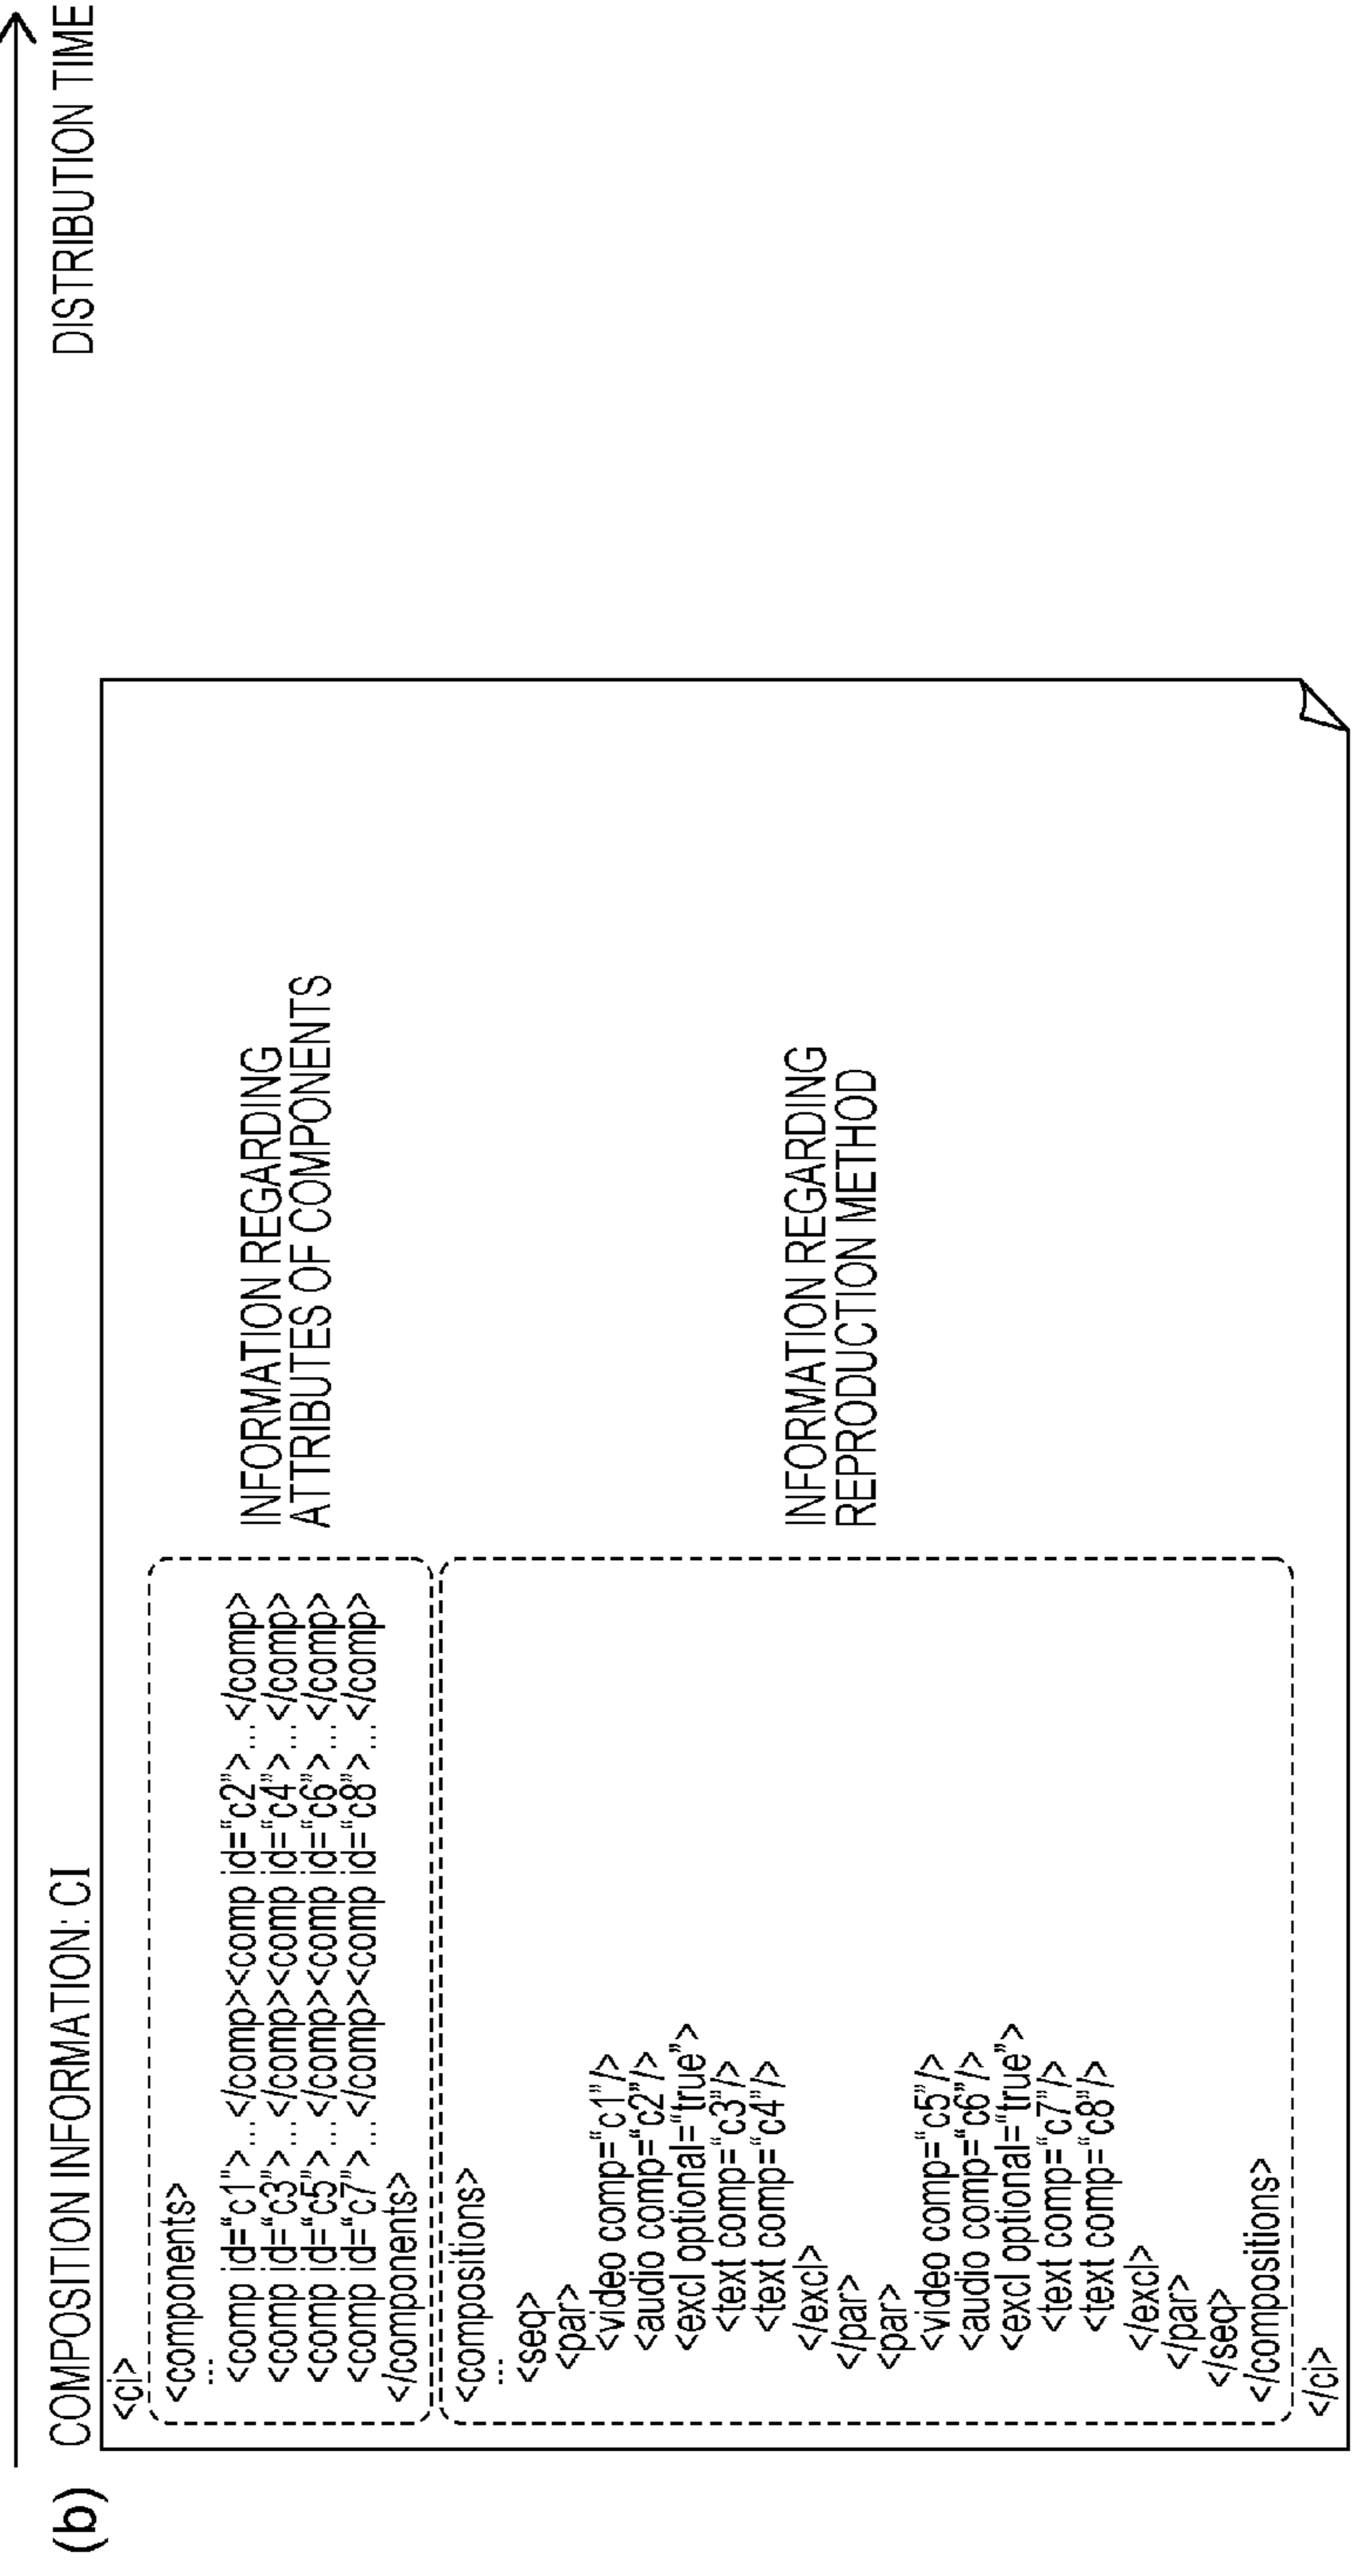 DISTRIBUTION TIME
(b)
COMPOSITION INFORMATION: CI
<ci>
<components>
...
<comp id=“c1”>...</comp><comp id=“c2”>...</comp>
<comp id=“c3”>...</comp><comp id=“c4”>...</comp>
<comp id=“c5”>...</comp><comp id=“c6”>...</comp>
<comp id=“c7”>...</comp><comp id=“c8”>...</comp>
</components>
INFORMATION REGARDING
ATTRIBUTES OF COMPONENTS
<compositions>
...
<seq>
<par>
<video comp=“c1”/>
<audio comp=“c2”/>
<excl optional=“true”>
<text comp=“c3”/>
<text comp=“c4”/>
</excl>
</par>
<par>
<video comp=“c5”/>
<audio comp=“c6”/>
<excl optional=“true”>
<text comp=“c7”/>
<text comp=“c8”/>
</excl>
</par>
</seq>
</compositions>
INFORMATION REGARDING
REPRODUCTION METHOD
</ci>